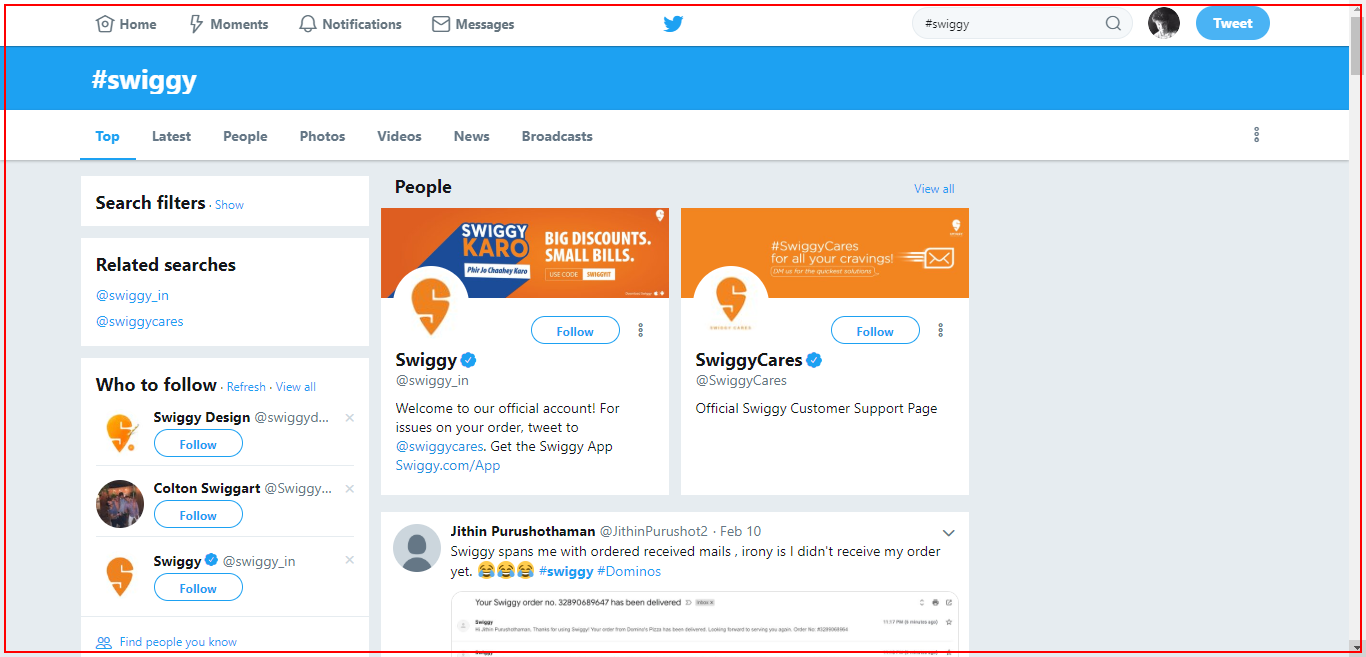 Home Moments Notifications Messages #swiggy Tweet
#swiggy
Top Latest People Photos Videos News Broadcasts
Search filters · Show
Related searches
@swiggy_in
@swiggycares
Who to follow · Refresh · View all
Swiggy Design @swiggyd...
Follow
Colton Swiggart @Swiggy...
Follow
Swiggy @swiggy_in
Follow
Find people you know
People View all
SWIGGY
KARO
Phir Jo Chaahey Karo
BIG DISCOUNTS.
SMALL BILLS.
USE CODE SWIGGYIT
Follow
Swiggy
@swiggy_in
Welcome to our official account! For
issues on your order, tweet to
@swiggycares. Get the Swiggy App
Swiggy.com/App
#SwiggyCares
for all your cravings!
DM us for the quickest solutions
SWIGGY CARES
Follow
SwiggyCares
@SwiggyCares
Official Swiggy Customer Support Page
Jithin Purushothaman @JithinPurushot2 · Feb 10
Swiggy spans me with ordered received mails , irony is I didn't receive my order
yet. 😂😂😂 #swiggy #Dominos
Your Swiggy order no. 32890689647 has been delivered Inbox x
Swiggy 11:17 PM (6 minutes ago)
Hi Jithin Purushothaman, Thanks for using Swiggy! Your order from Domino's Pizza has been delivered. Looking forward to serving you again. Order No: #32890689647
Swiggy